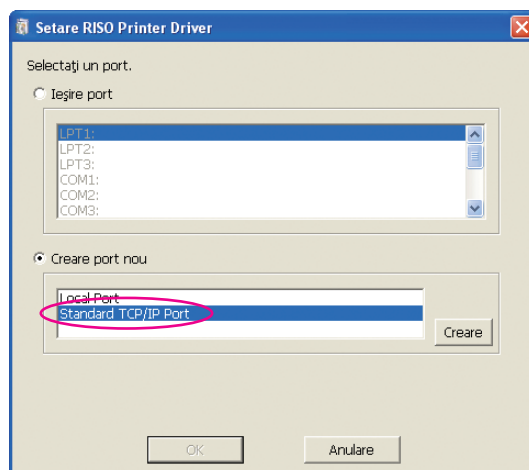 Setare RISO Printer Driver
Selectaţi un port.
Ieşire port
LPT1:
LPT2:
LPT3:
COM1:
COM2:
COM3:
Creare port nou
Local Port
Standard TCP/IP Port
Creare
OK
Anulare